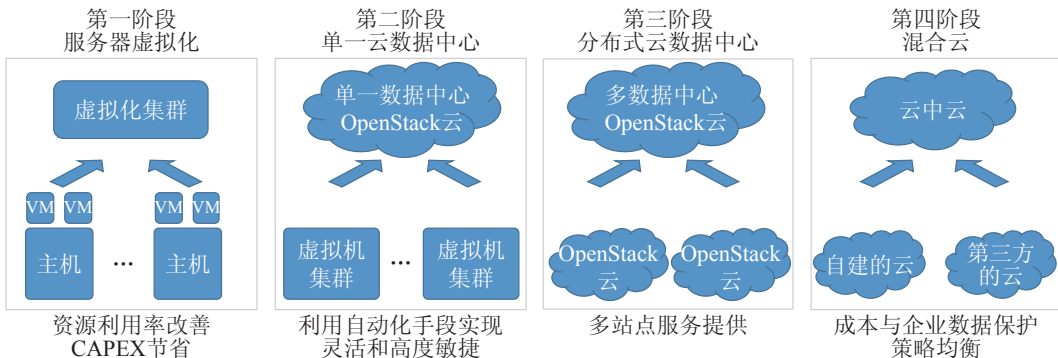 第一阶段
服务器虚拟化
虚拟化集群
VM VM VM VM
主机 ... 主机
资源利用率改善
CAPEX节省
第二阶段
单一云数据中心
单一数据中心
OpenStack云
虚拟机
集群
...
虚拟机
集群
利用自动化手段实现
灵活和高度敏捷
第三阶段
分布式云数据中心
多数据中心
OpenStack云
OpenStack
云
OpenStack
云
多站点服务提供
第四阶段
混合云
云中云
自建的云
第三方
的云
成本与企业数据保护
策略均衡